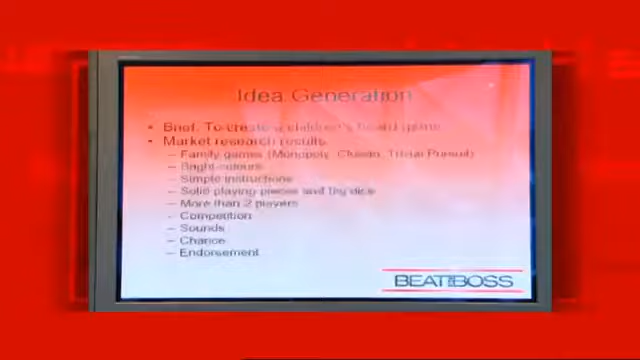 Idea Generation
• Brief: To create a children's board game
• Market research results
– Family games (Monopoly, Cluedo, Trivial Pursuit)
– Bright colours
– Simple instructions
– Solid playing pieces and big dice
– More than 2 players
– Competition
– Sounds
– Chance
– Endorsement
BEAT THE BOSS